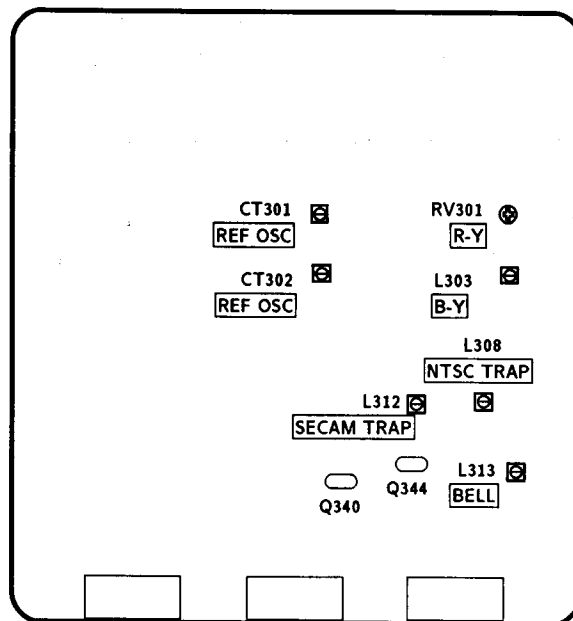 CT301
REF OSC
RV301
R-Y
CT302
REF OSC
L303
B-Y
L308
NTSC TRAP
L312
SECAM TRAP
Q340
Q344
L313
BELL